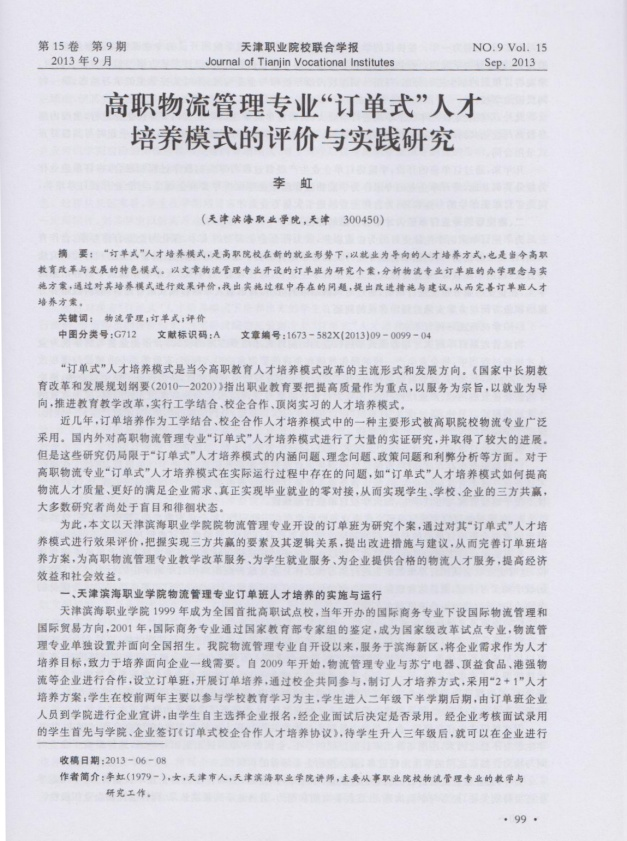 第15卷 第9期 天津职业院校联合学报 NO.9 Vol. 15
2013年9月 Journal of Tianjin Vocational Institutes Sep. 2013
高职物流管理专业“订单式”人才
培养模式的评价与实践研究
李 虹
(天津滨海职业学院,天津 300450)
摘 要: “订单式”人才培养模式,是高职院校在新的就业形势下,以就业为导向的人才培养方式,也是当今高职
教育改革与发展的特色模式。以文章物流管理专业开设的订单班为研究个案,分析物流专业订单班的办学理念与实
施方案,通过对其培养模式进行效果评价,找出实施过程中存在的问题,提出改进措施与建议,从而完善订单班人才
培养方案。
关键词: 物流管理;订单式;评价
中图分类号:G712 文献标识码:A 文章编号:1673-582X(2013)09-0099-04
“订单式”人才培养模式是当今高职教育人才培养模式改革的主流形式和发展方向。《国家中长期教
育改革和发展规划纲要(2010—2020)》指出职业教育要把提高质量作为重点,以服务为宗旨,以就业为导
向,推进教育教学改革,实行工学结合、校企合作、顶岗实习的人才培养模式。
近几年,订单培养作为工学结合、校企合作人才培养模式中的一种主要形式被高职院校物流专业广泛
采用。国内外对高职物流管理专业“订单式”人才培养模式进行了大量的实证研究,并取得了较大的进展。
但是这些研究仍局限于“订单式”人才培养模式的内涵问题、理念问题、政策问题和利弊分析等方面。对于
高职物流专业“订单式”人才培养模式在实际运行过程中存在的问题,如“订单式”人才培养模式如何提高
物流人才质量、更好的满足企业需求、真正实现毕业就业的零对接,从而实现学生、学校、企业的三方共赢,
大多数研究者尚处于盲目和徘徊状态。
为此,本文以天津滨海职业学院院物流管理专业开设的订单班为研究个案,通过对其“订单式”人才培
养模式进行效果评价,把握实现三方共赢的要素及其逻辑关系,提出改进措施与建议,从而完善订单班培
养方案,为高职物流管理专业教学改革服务、为学生就业服务、为企业提供合格的物流人才服务,提高经济
效益和社会效益。
一、天津滨海职业学院物流管理专业订单班人才培养的实施与运行
天津滨海职业学院1999年成为全国首批高职试点校,当年开办的国际商务专业下设国际物流管理和
国际贸易方向,2001年,国际商务专业通过国家教育部专家组的鉴定,成为国家级改革试点专业,物流管
理专业单独设置并面向全国招生。我院物流管理专业自开设以来,服务于滨海新区,将企业需求作为人才
培养目标,致力于培养面向企业一线需要。自2009年开始,物流管理专业与苏宁电器、顶益食品、港强物
流等企业进行合作,设立订单班,开展订单培养,通过校企共同参与,制订人才培养方式,采用“2+1”人才
培养方案,学生在校前两年主要以参与学校教育学习为主,学生进入二年级下半学期后期,由订单班企业
人员到学院进行企业宣讲,由学生自主选择企业报名,经企业面试后决定是否录用。经企业考核面试录用
的学生首先与学院、企业签订《订单式校企合作人才培养协议》,待学生升入三年级后,就可以在企业进行
收稿日期:2013-06-08
作者简介:李虹(1979-),女,天津市人,天津滨海职业学院讲师,主要从事职业院校物流管理专业的教学与
研究工作。
· 99 ·